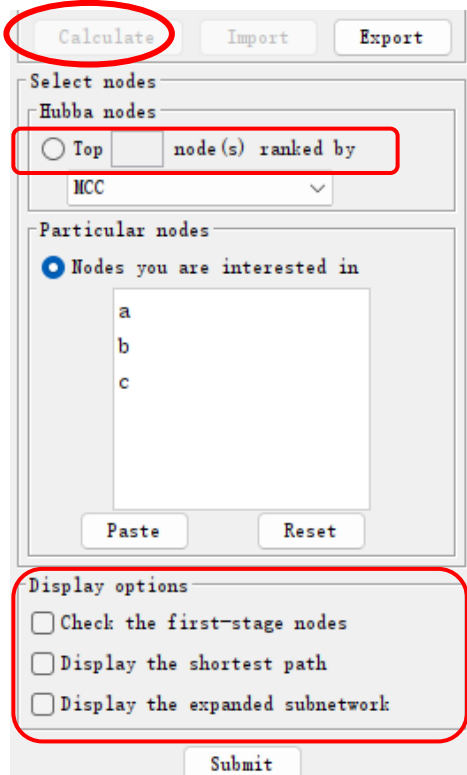 Calculate Import Export
Select nodes
Hubba nodes
Top node(s) ranked by
MCC
Particular nodes
Nodes you are interested in
a
b
c
Paste Reset
Display options
Check the first-stage nodes
Display the shortest path
Display the expanded subnetwork
Submit